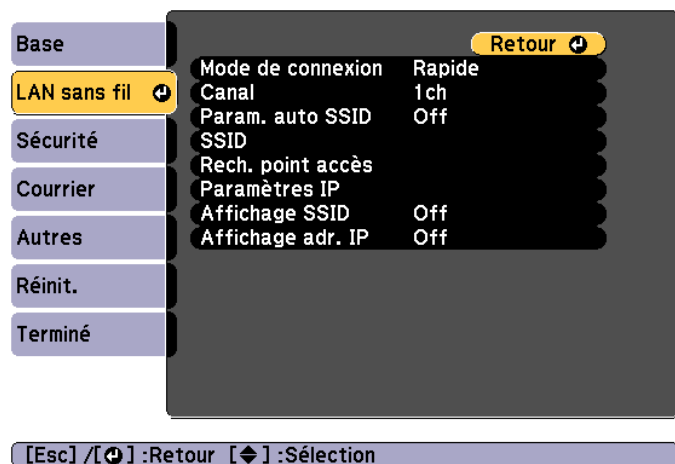 Base
LAN sans fil
Sécurité
Courrier
Autres
Réinit.
Terminé
Retour
Mode de connexion Rapide
Canal 1ch
Param. auto SSID Off
SSID
Rech. point accès
Paramètres IP
Affichage SSID Off
Affichage adr. IP Off
[Esc] /[⏎] :Retour [◆] :Sélection